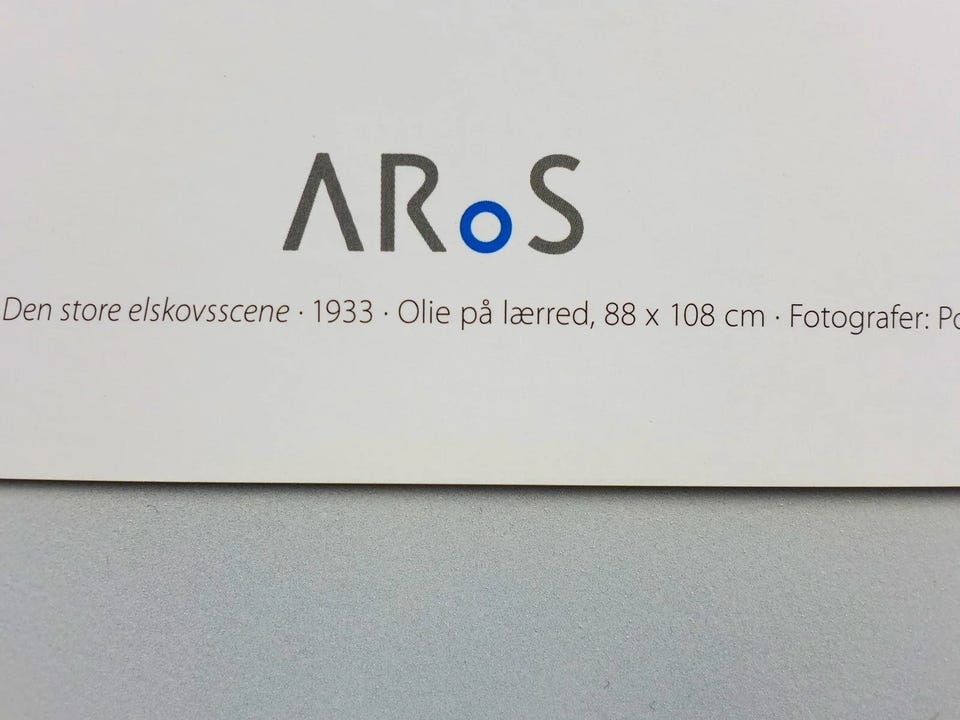 ARoS
Den store elskovsscene · 1933 · Olie på lærred, 88 x 108 cm · Fotografer: